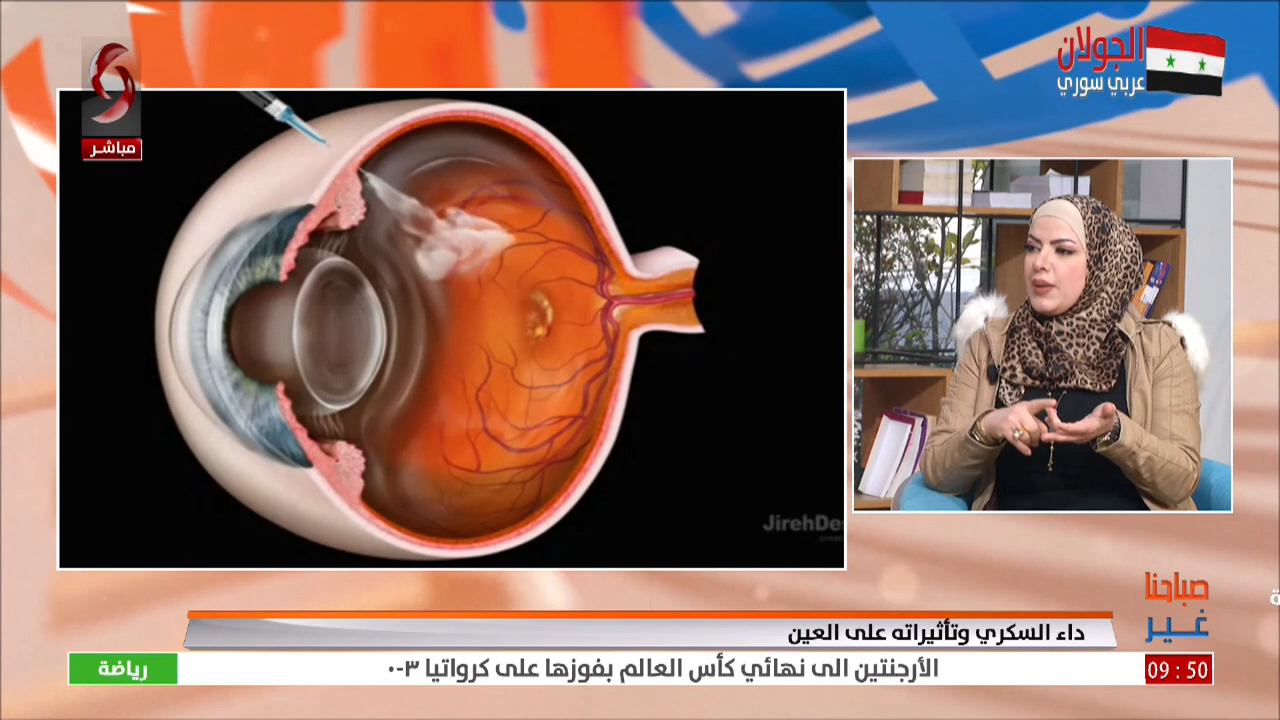 الجولان
عربي سوري
مباشر
JirehDes
صباحنا
غير
داء السكري وتأثيراته على العين
رياضة
الأرجنتين الى نهائي كأس العالم بفوزها على كرواتيا ٣-٠
09 : 50